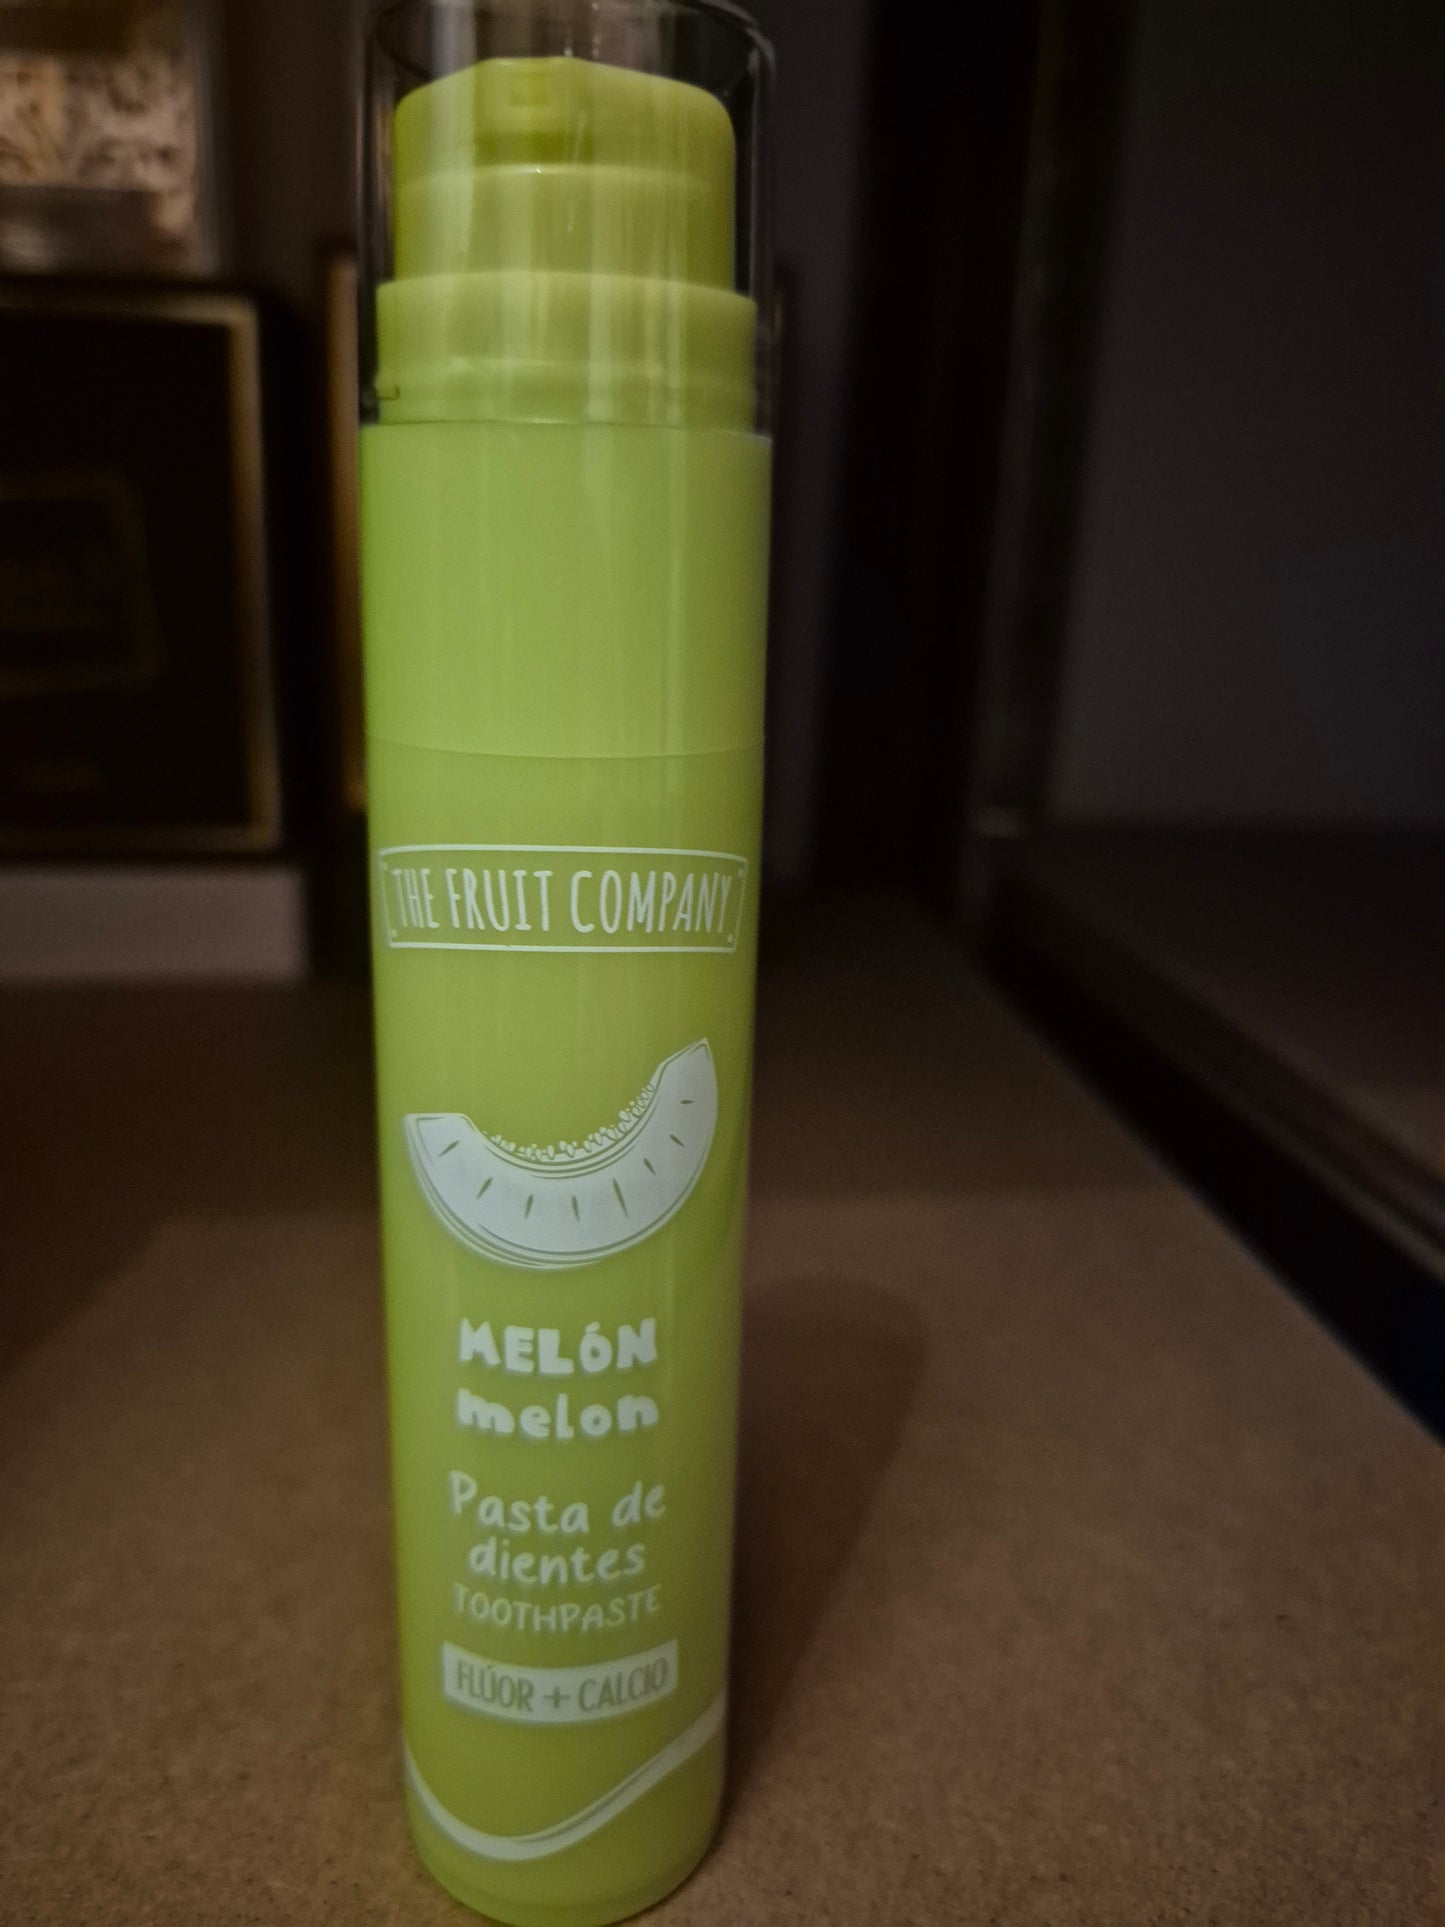 THE FRUIT COMPANY
MELÓN
melon
Pasta de
dientes
TOOTHPASTE
FLÚOR + CALCIO